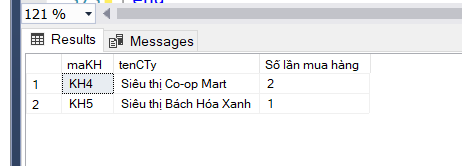 end
121 %
Results Messages
maKH tenCTy Số lần mua hàng
1 KH4 Siêu thị Co-op Mart 2
2 KH5 Siêu thị Bách Hóa Xanh 1